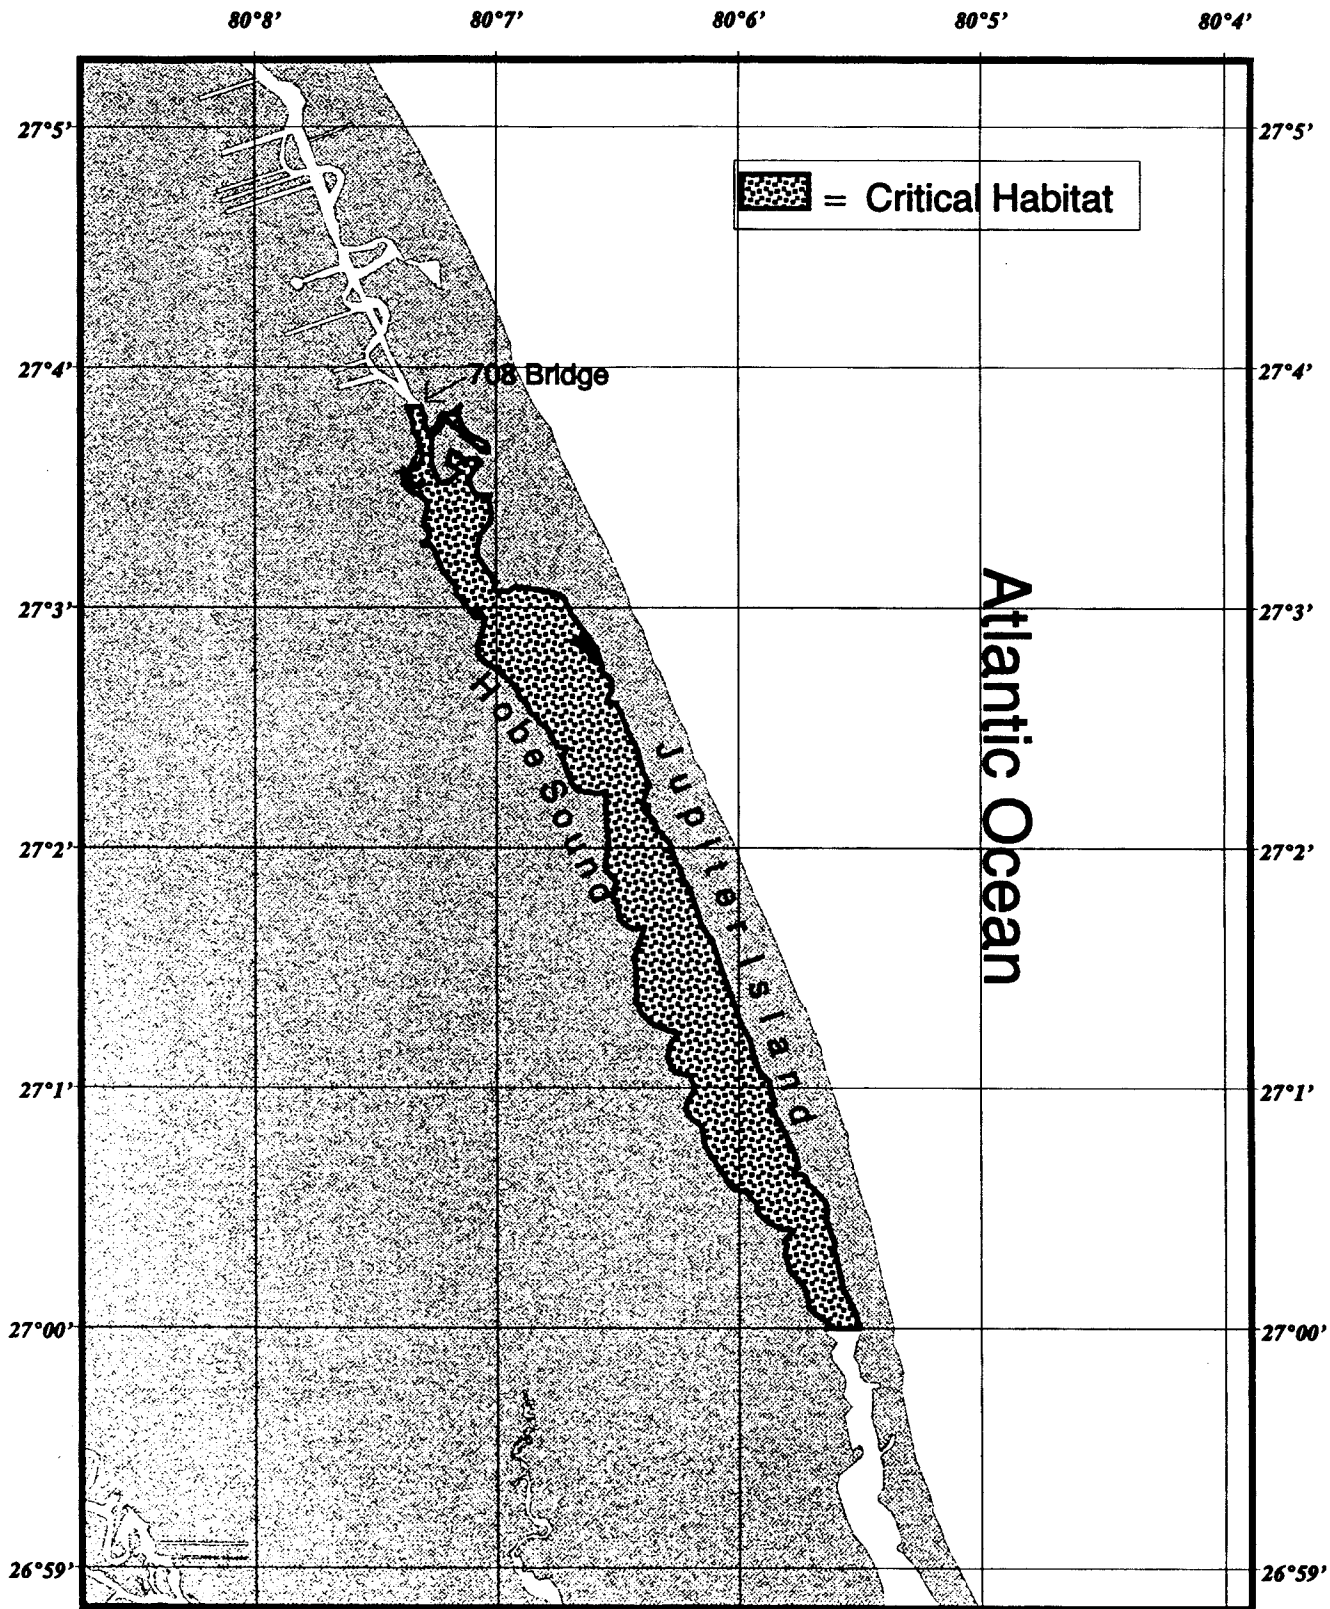 80°8' 80°7' 80°6' 80°5' 80°4'
27°5' 27°5'
= Critical Habitat
27°4' 27°4'
708 Bridge
27°3' 27°3'
Atlantic Ocean
Hobe Sound
Jupiter Island
27°2' 27°2'
27°1' 27°1'
27°00' 27°00'
26°59' 26°59'